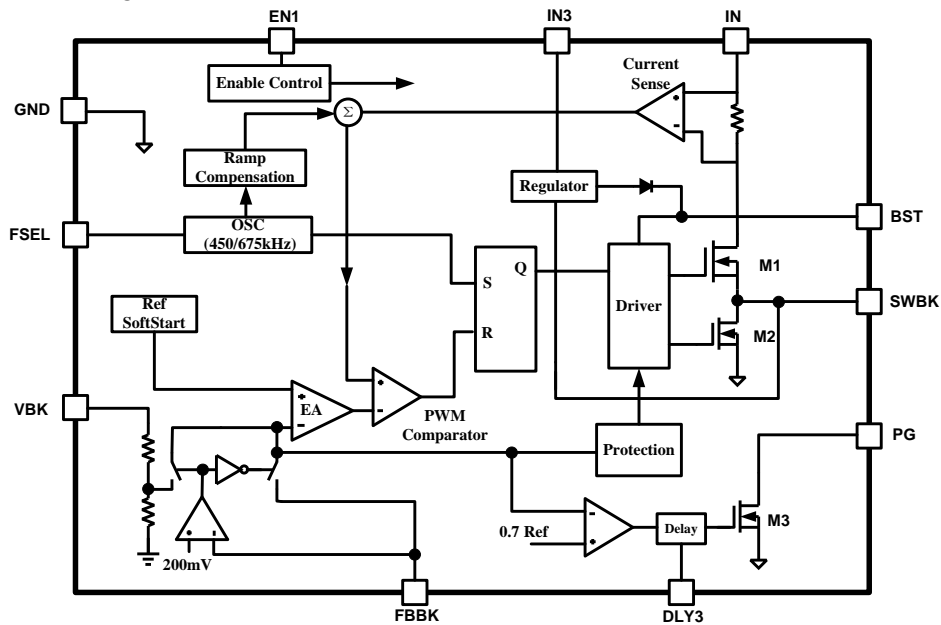 EN1
IN3
IN
Enable Control
Current
Sense
GND
+
-
Σ
Ramp
Compensation
Regulator
FSEL
OSC
(450/675kHz)
BST
S
Q
R
Driver
M1
SWBK
M2
Ref
SoftStart
VBK
+
EA
-
+
-
PWM
Comparator
Protection
PG
-
+
0.7 Ref
Delay
M3
+
-
200mV
FBBK
DLY3